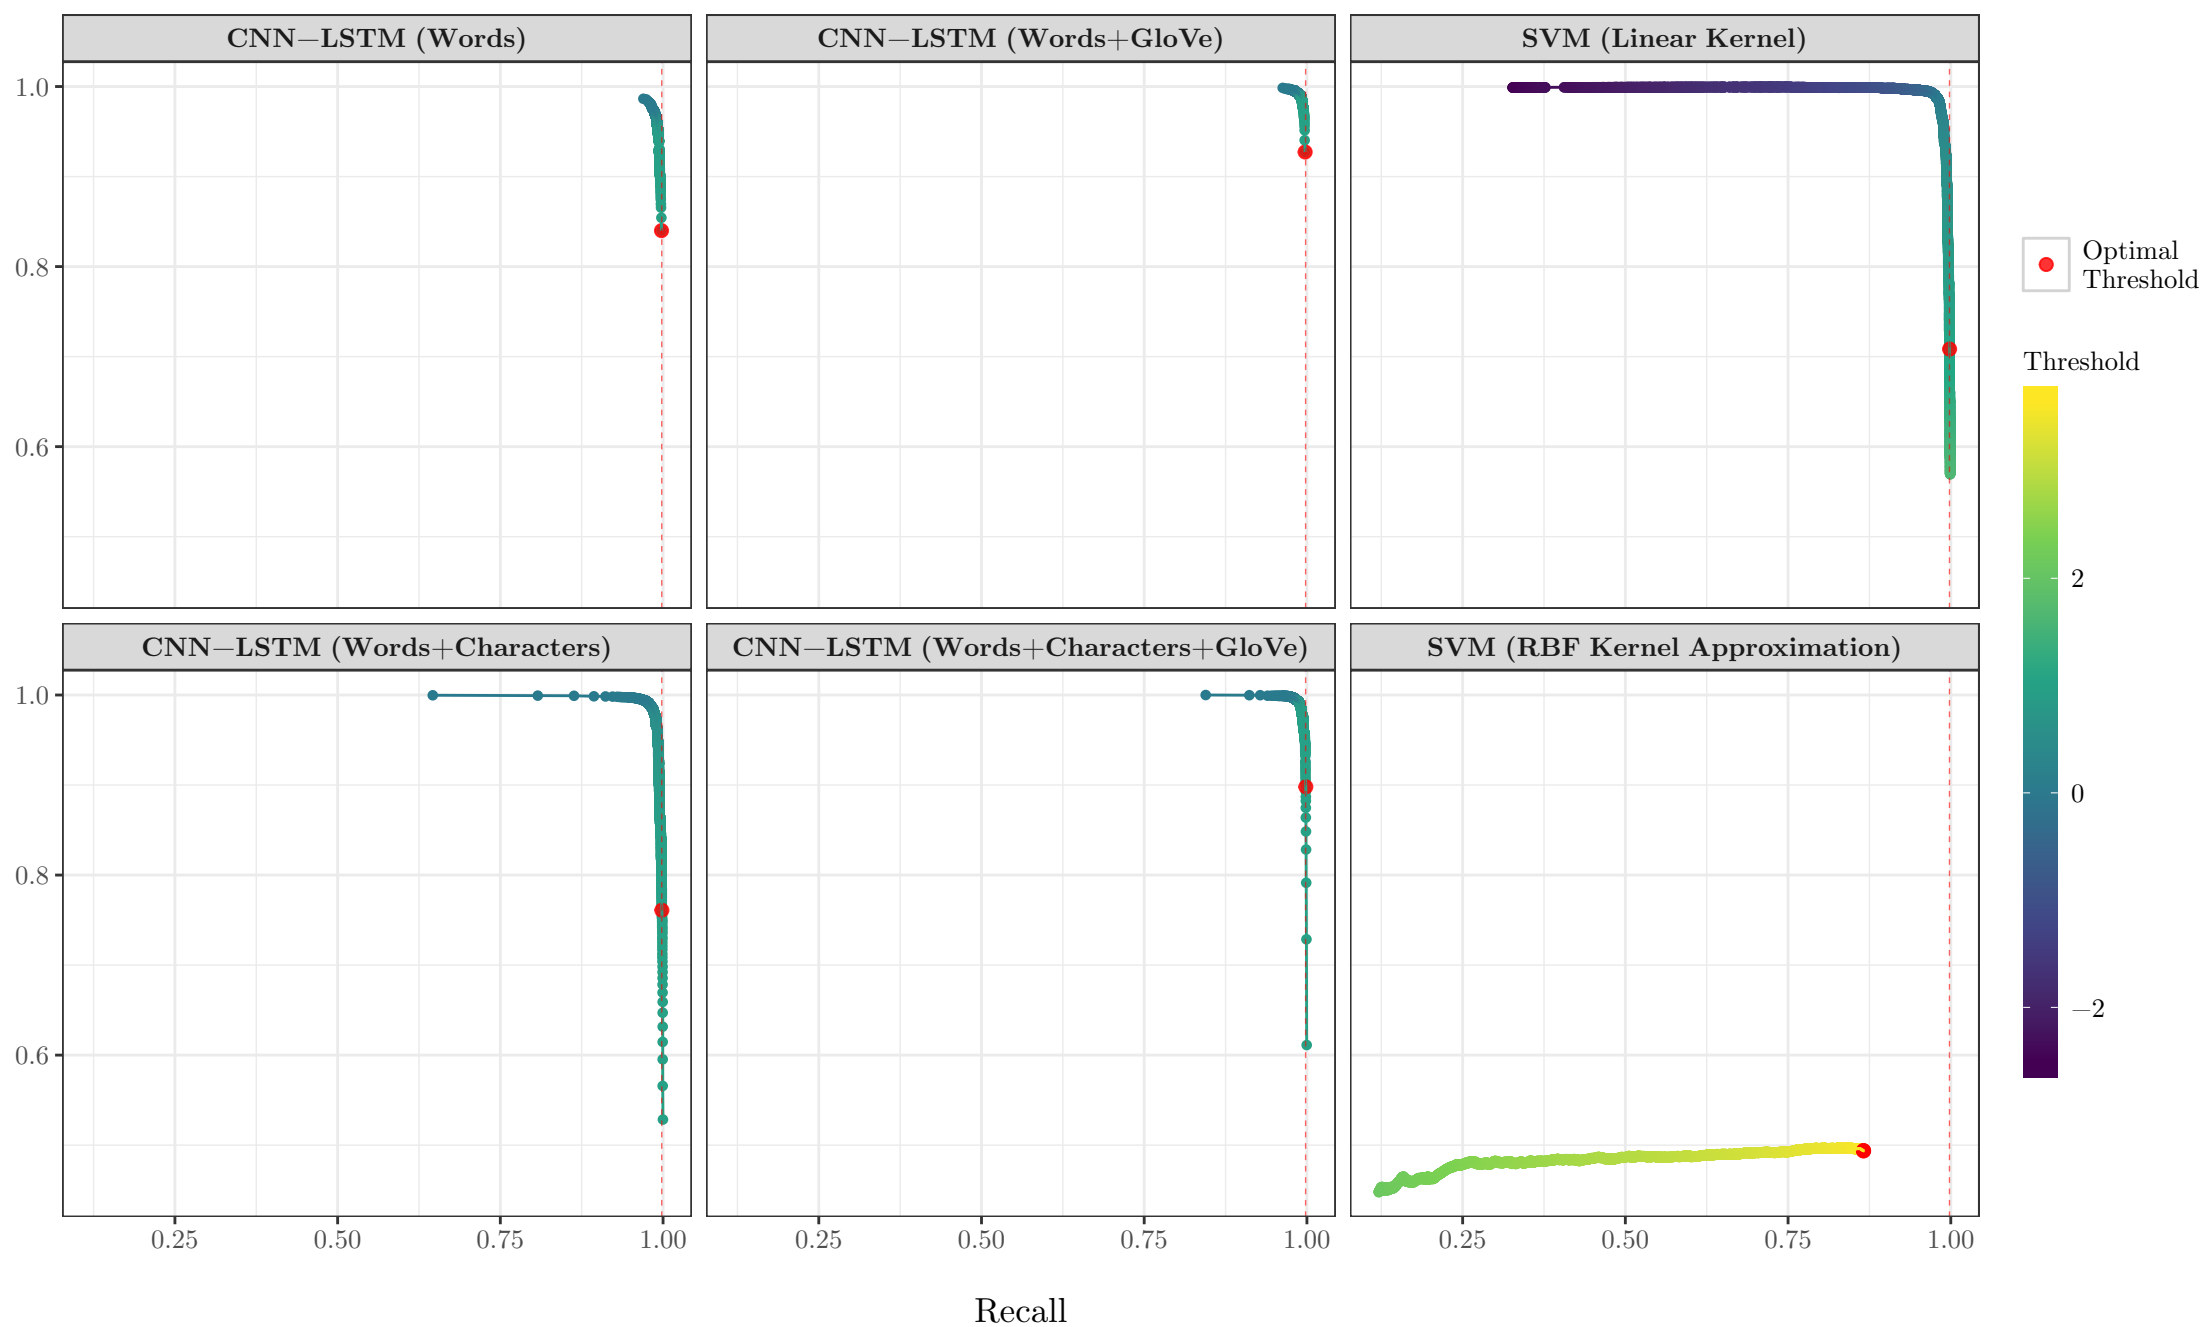 CNN−LSTM (Words)
CNN−LSTM (Words+GloVe)
SVM (Linear Kernel)
1.0
0.8
0.6
CNN−LSTM (Words+Characters)
CNN−LSTM (Words+Characters+GloVe)
SVM (RBF Kernel Approximation)
1.0
0.8
0.6
0.25 0.50 0.75 1.00
0.25 0.50 0.75 1.00
0.25 0.50 0.75 1.00
Recall
Optimal
Threshold
Threshold
2
0
−2